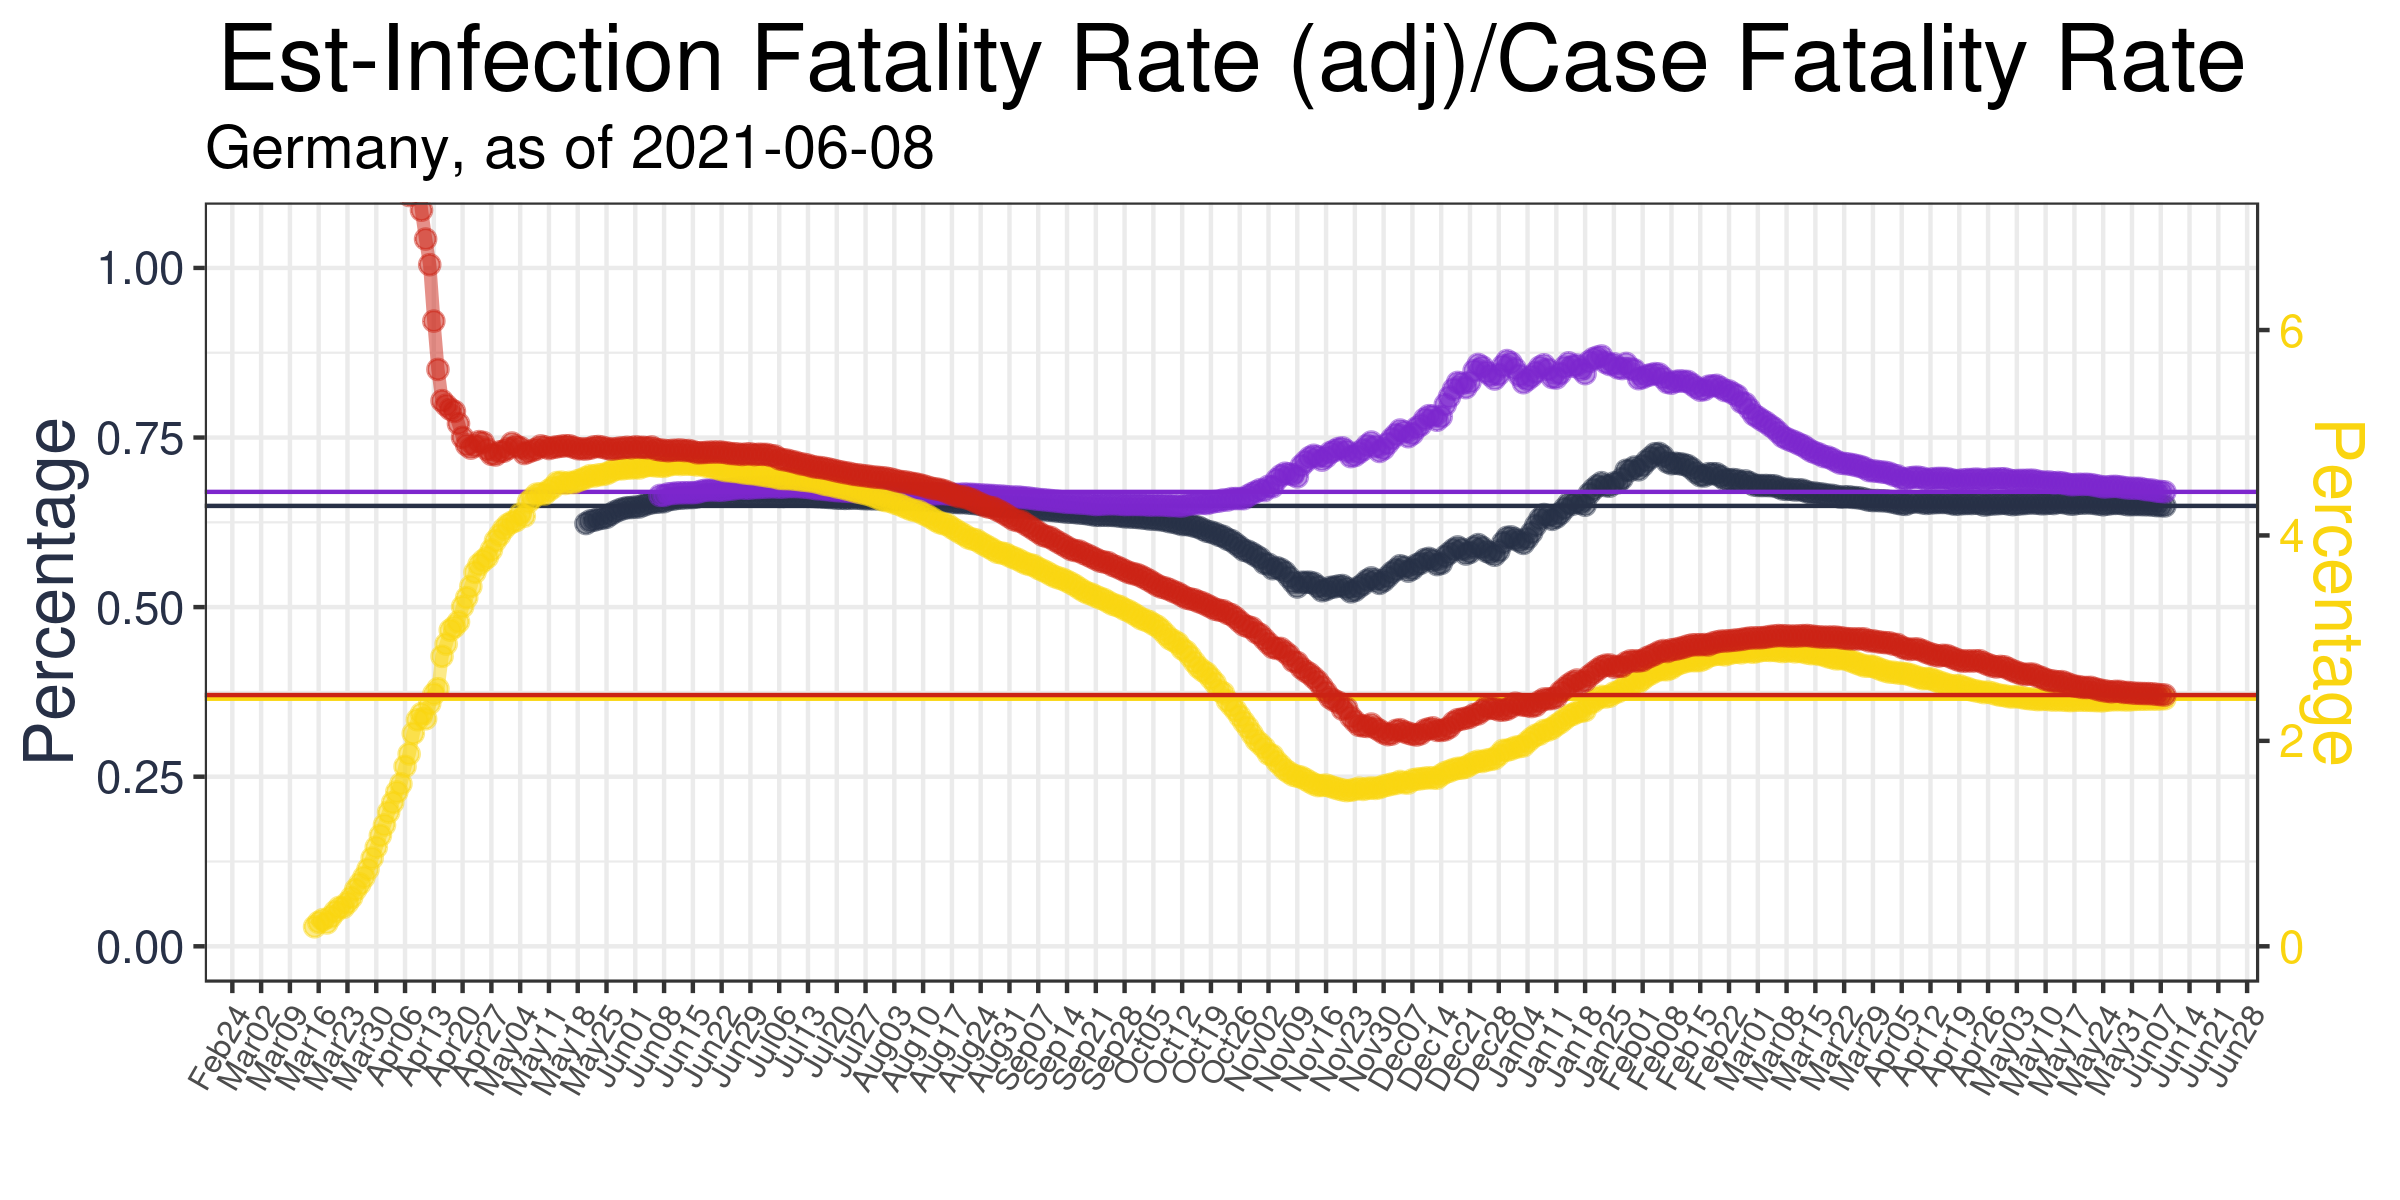 Est-Infection Fatality Rate (adj)/Case Fatality Rate
Germany, as of 2021-06-08
Percentage
1.00
0.75
0.50
0.25
0.00
6
4
2
0
Percentage
Feb24
Mar02
Mar09
Mar16
Mar23
Mar30
Apr06
Apr13
Apr20
Apr27
May04
May11
May18
May25
Jun01
Jun08
Jun15
Jun22
Jun29
Jul06
Jul13
Jul20
Jul27
Aug03
Aug10
Aug17
Aug24
Aug31
Sep07
Sep14
Sep21
Sep28
Oct05
Oct12
Oct19
Oct26
Nov02
Nov09
Nov16
Nov23
Nov30
Dec07
Dec14
Dec21
Dec28
Jan04
Jan11
Jan18
Jan25
Feb01
Feb08
Feb15
Feb22
Mar01
Mar08
Mar15
Mar22
Mar29
Apr05
Apr12
Apr19
Apr26
May03
May10
May17
May24
May31
Jun07
Jun14
Jun21
Jun28